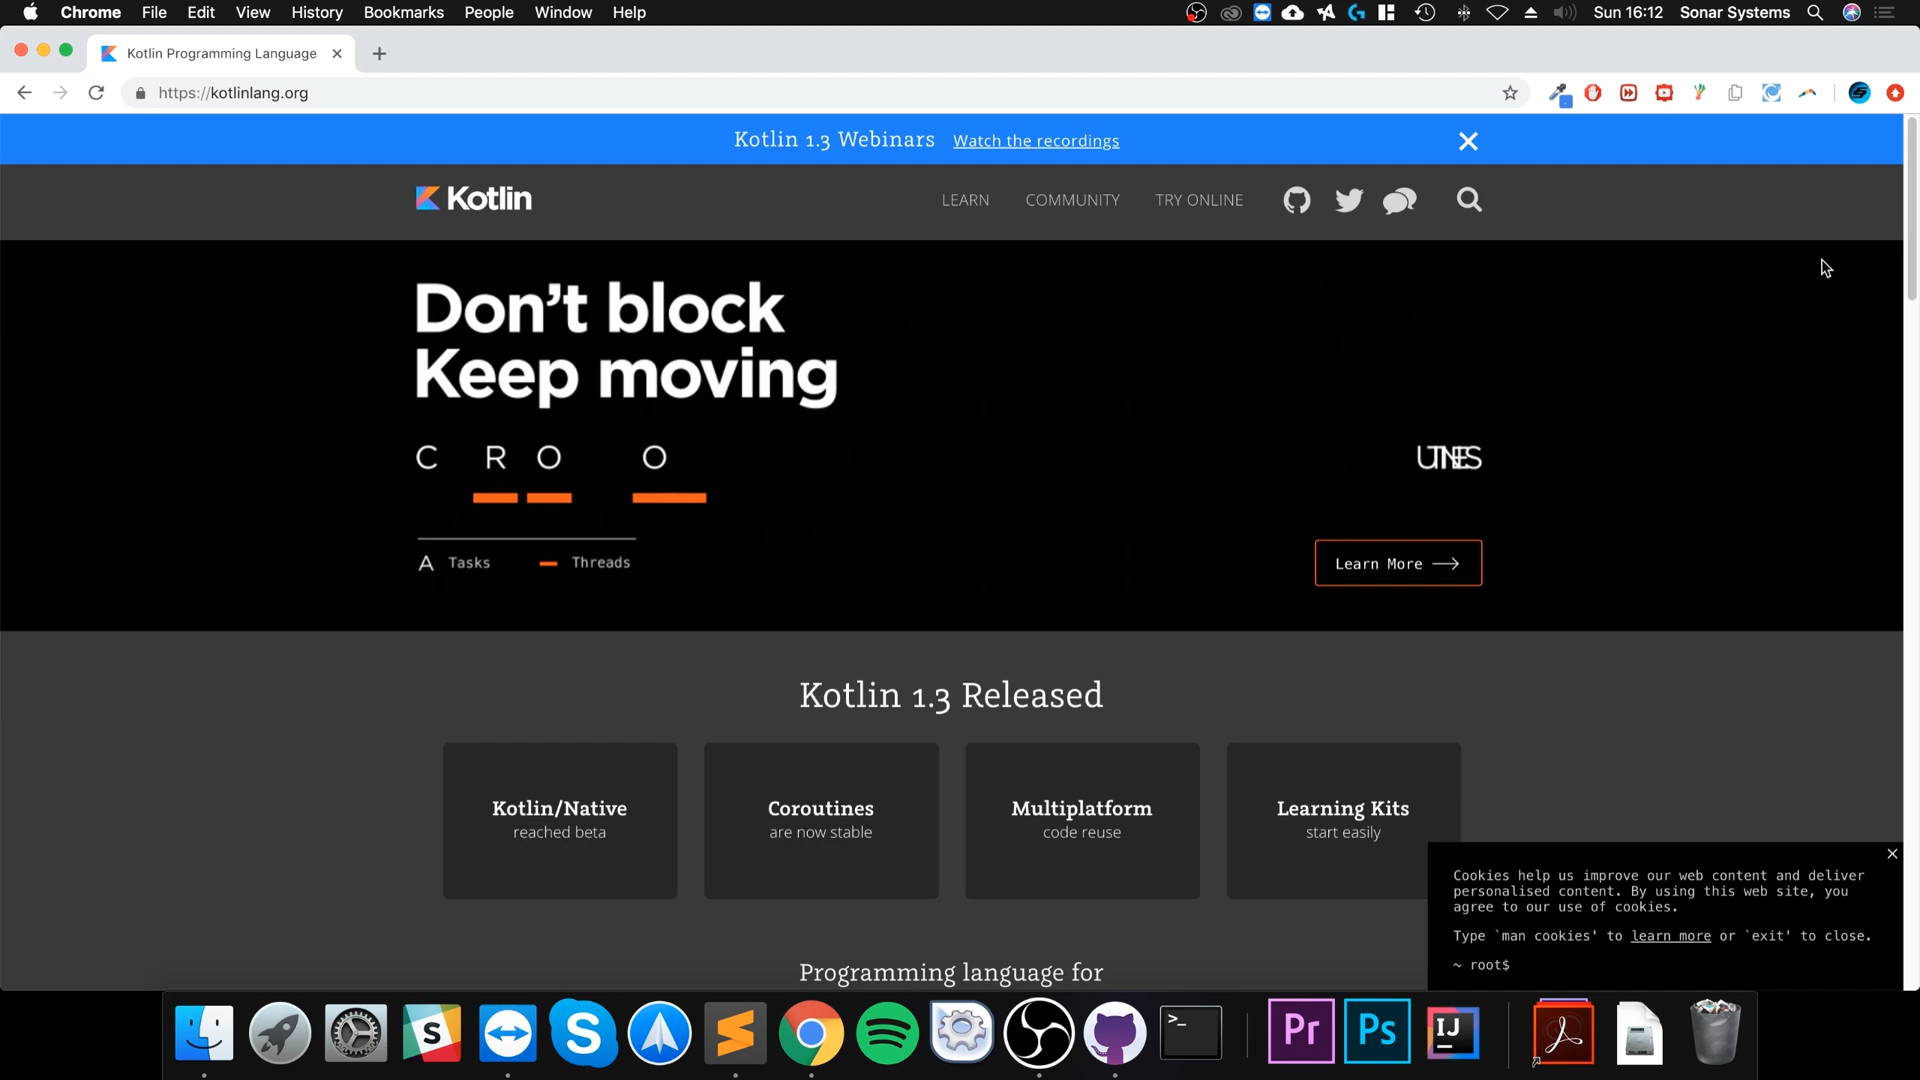 Chrome File Edit View History Bookmarks People Window Help Sun 16:12 Sonar Systems
Kotlin Programming Language
https://kotlinlang.org
Kotlin 1.3 Webinars Watch the recordings
Kotlin LEARN COMMUNITY TRY ONLINE
Don't block
Keep moving
C R O O UTINES
A Tasks Threads
Learn More
Kotlin 1.3 Released
Kotlin/Native
reached beta
Coroutines
are now stable
Multiplatform
code reuse
Learning Kits
start easily
Cookies help us improve our web content and deliver
personalised content. By using this web site, you
agree to our use of cookies.
Type `man cookies' to learn more or `exit' to close.
~ root$
Programming language for
S S >_ Pr Ps IJ